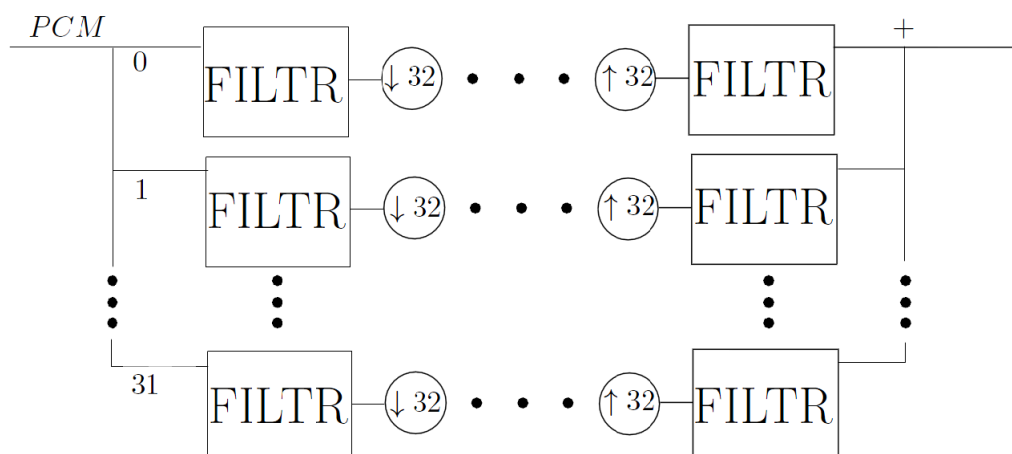 PCM +
0 FILTR ↓ 32 ↑ 32 FILTR
1 FILTR ↓ 32 ↑ 32 FILTR
31 FILTR ↓ 32 ↑ 32 FILTR